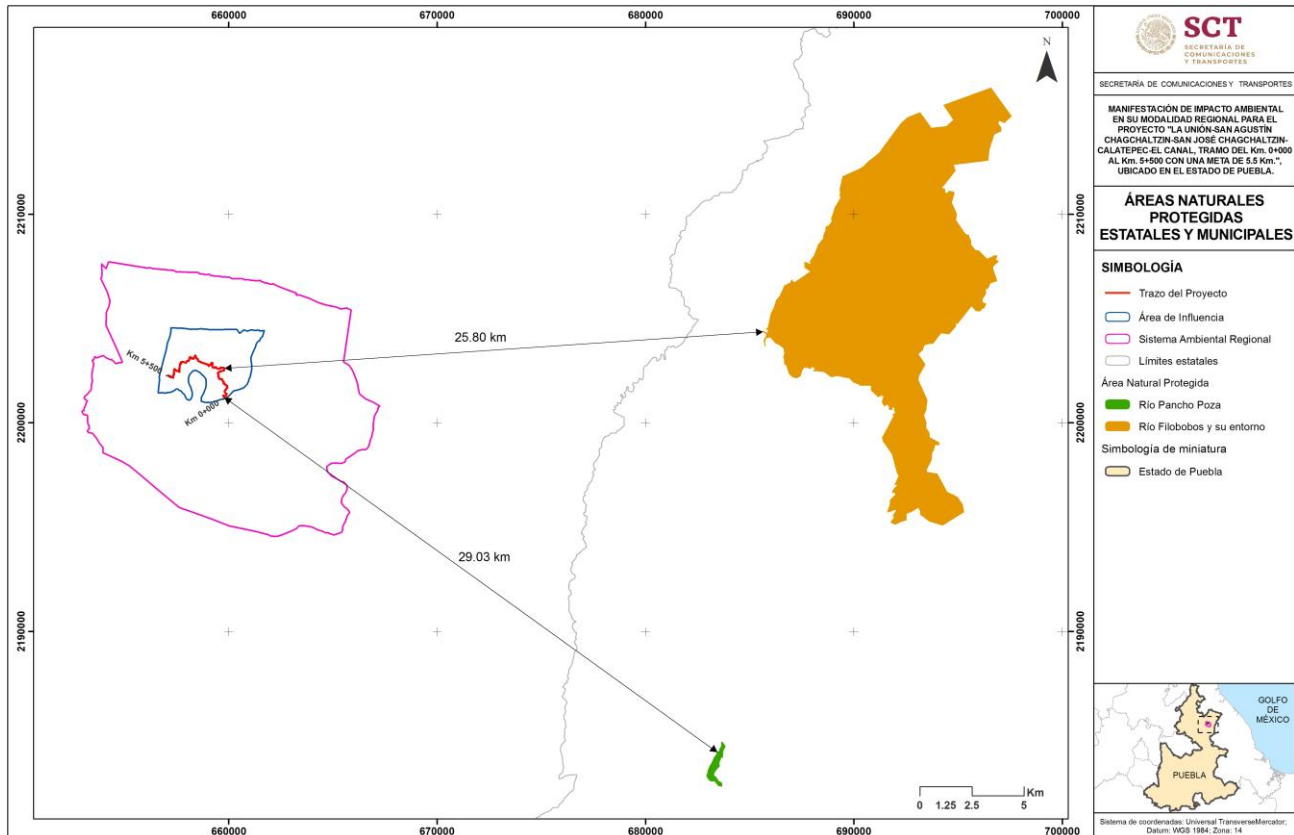 660000
670000
680000
690000
700000
2210000
2200000
2190000
2210000
2200000
2190000
660000
670000
680000
690000
700000
N
25.80 km
29.03 km
Km 5+500
Km 0+000
Km
0 1.25 2.5 5
SCT
SECRETARÍA DE
COMUNICACIONES
Y TRANSPORTES
SECRETARÍA DE COMUNICACIONES Y TRANSPORTES
MANIFESTACIÓN DE IMPACTO AMBIENTAL
EN SU MODALIDAD REGIONAL PARA EL
PROYECTO "LA UNIÓN-SAN AGUSTÍN
CHAGCHALTZIN-SAN JOSÉ CHAGCHALTZIN-
CALATEPEC-EL CANAL, TRAMO DEL Km. 0+000
AL Km. 5+500 CON UNA META DE 5.5 Km.",
UBICADO EN EL ESTADO DE PUEBLA.
ÁREAS NATURALES
PROTEGIDAS
ESTATALES Y MUNICIPALES
SIMBOLOGÍA
Trazo del Proyecto
Área de Influencia
Sistema Ambiental Regional
Límites estatales
Área Natural Protegida
Río Pancho Poza
Río Filobobos y su entorno
Simbología de miniatura
Estado de Puebla
GOLFO
DE
MÉXICO
PUEBLA
Sistema de coordenadas: Universal TransverseMercator;
Datum: WGS 1984; Zona: 14